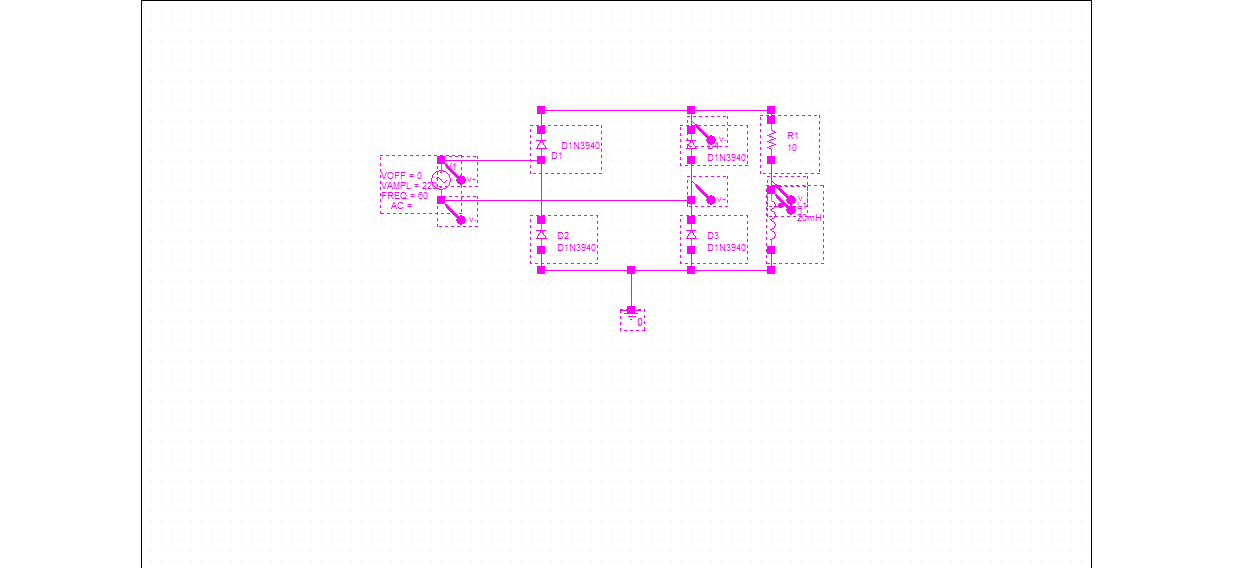 D1N3940
D1
V-
D4
D1N3940
R1
10
V1
VOFF = 0
VAMPL = 220
FREQ = 60
AC =
V+
V-
V+
V-
20mH
D2
D1N3940
D3
D1N3940
0